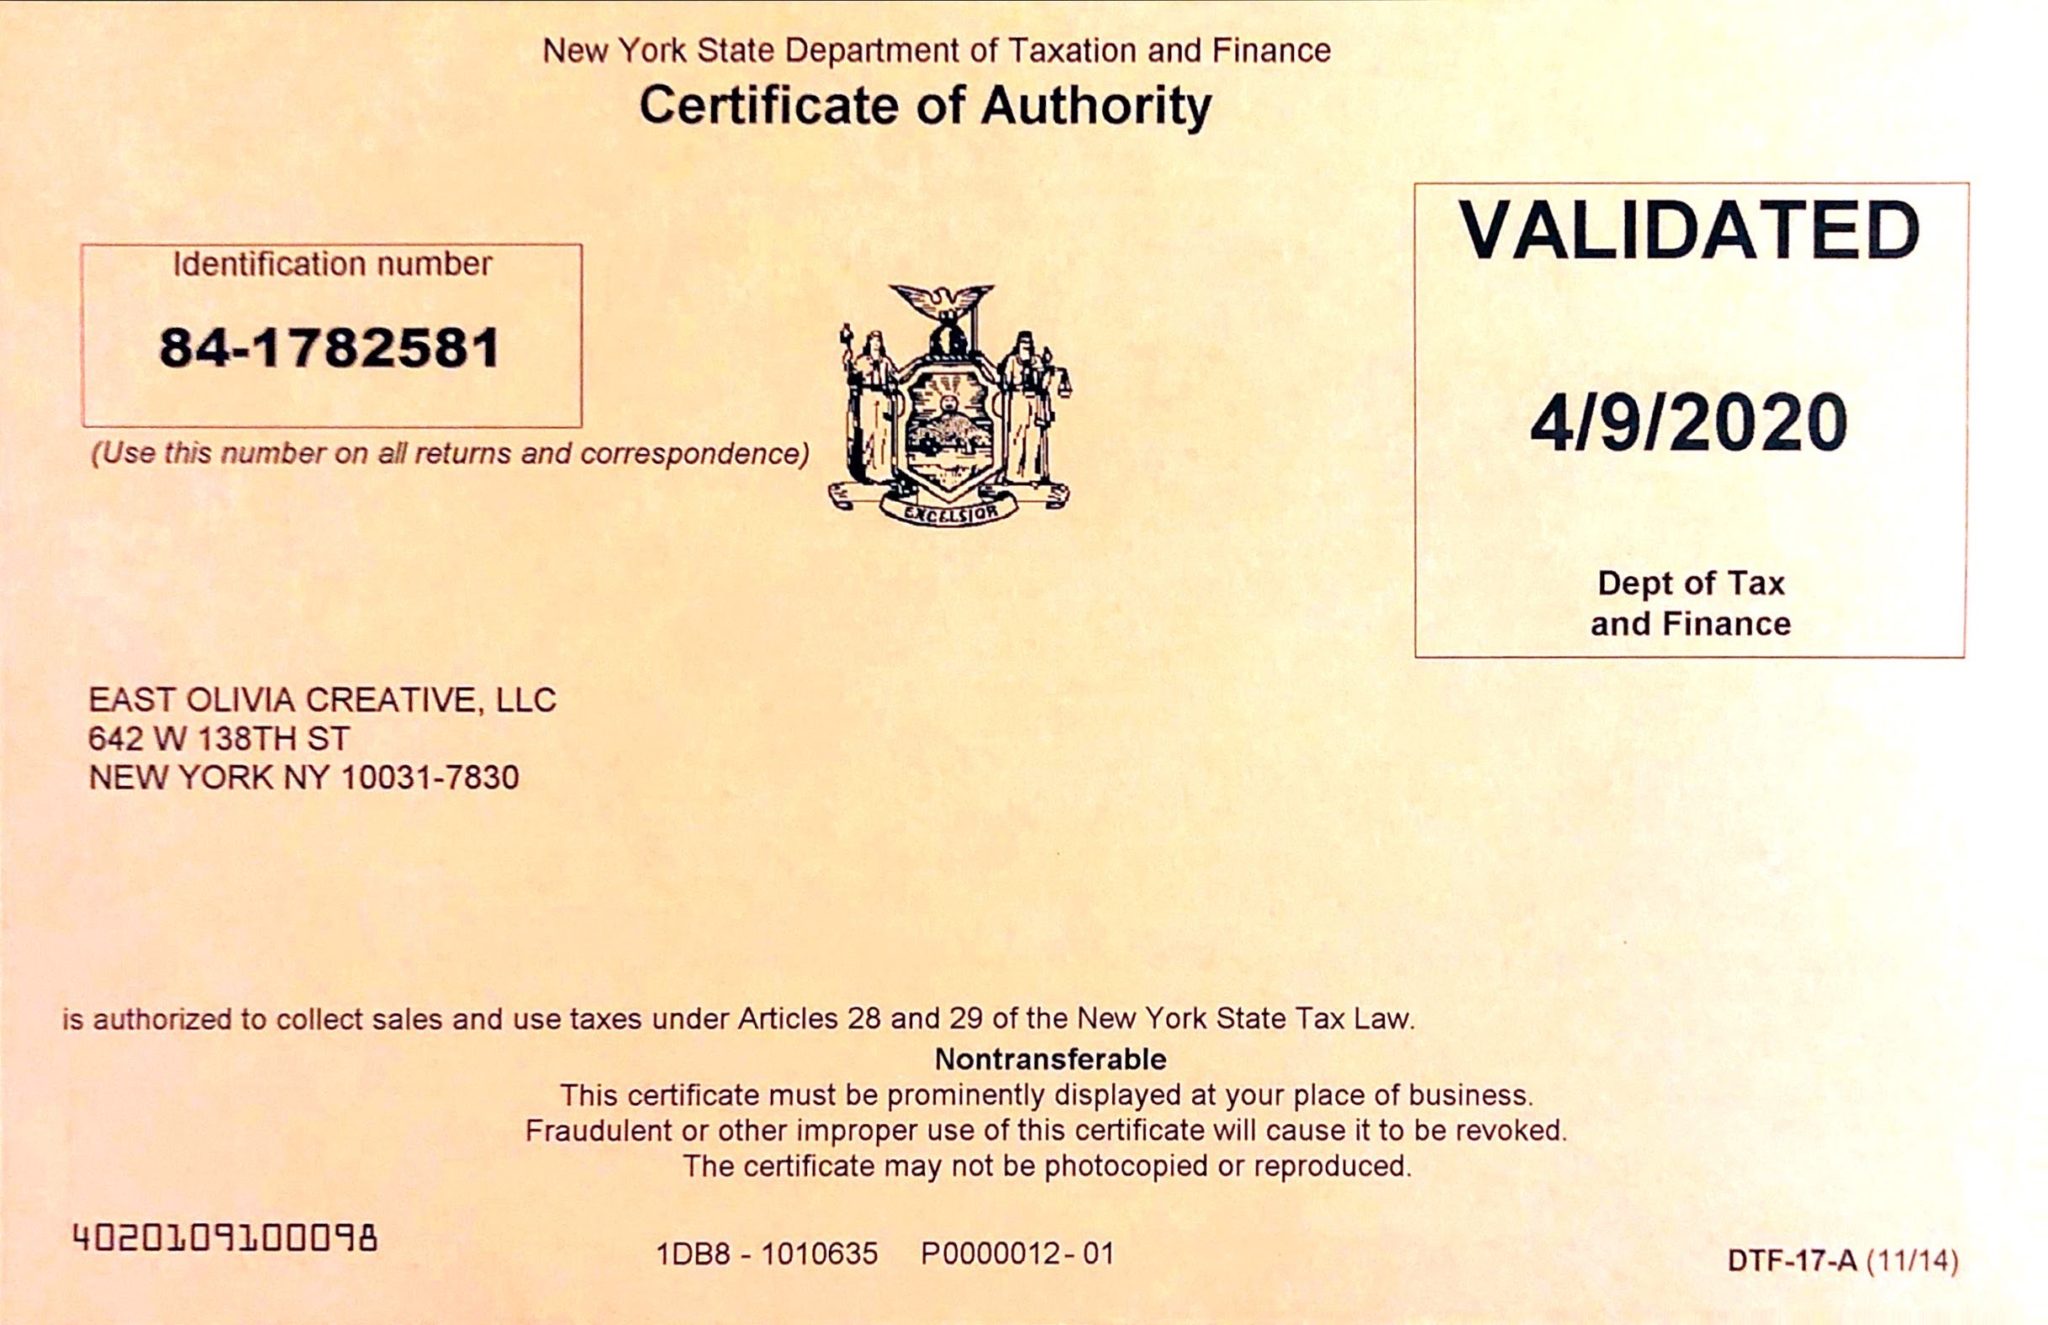 New York State Department of Taxation and Finance
Certificate of Authority
Identification number
84-1782581
(Use this number on all returns and correspondence)
EXCELSIOR
VALIDATED
4/9/2020
Dept of Tax
and Finance
EAST OLIVIA CREATIVE, LLC
642 W 138TH ST
NEW YORK NY 10031-7830
is authorized to collect sales and use taxes under Articles 28 and 29 of the New York State Tax Law.
Nontransferable
This certificate must be prominently displayed at your place of business.
Fraudulent or other improper use of this certificate will cause it to be revoked.
The certificate may not be photocopied or reproduced.
4020109100098
1DB8 - 1010635 P0000012- 01
DTF-17-A (11/14)